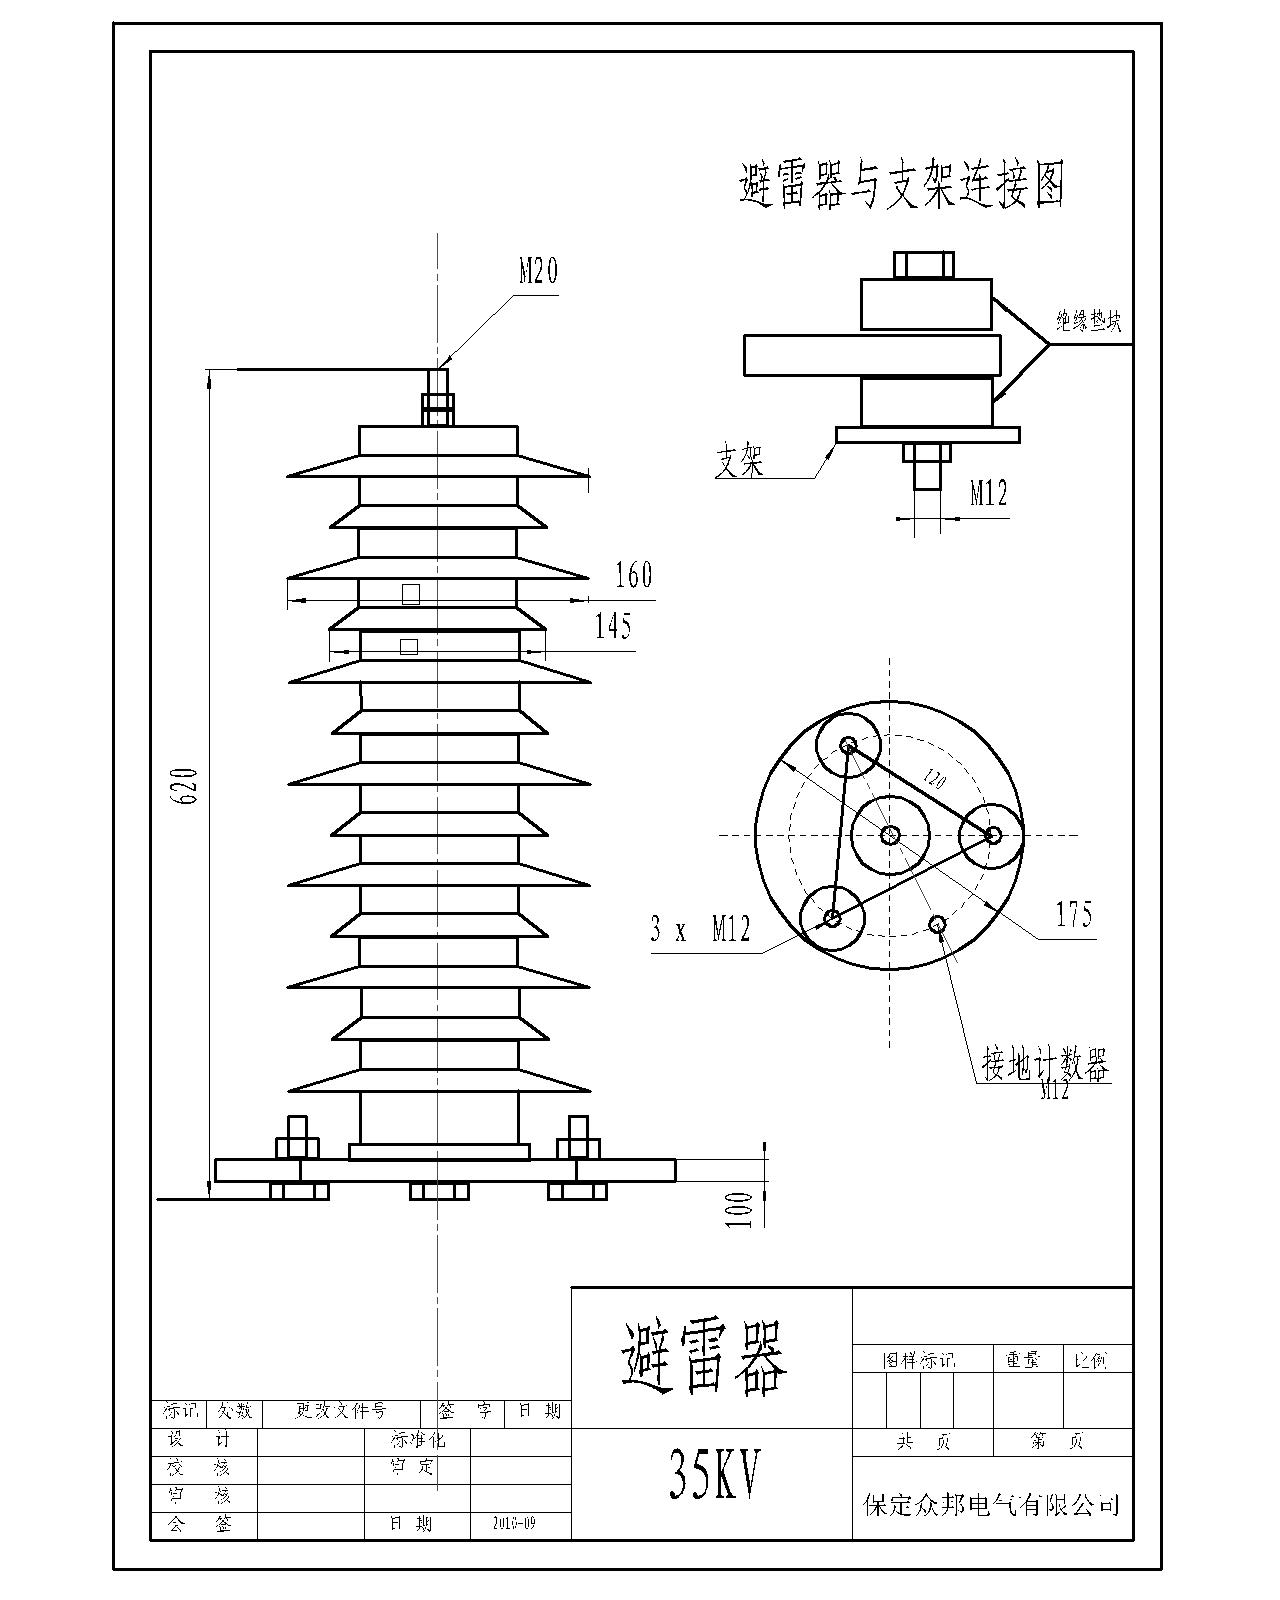 避雷器与支架连接图
M20
绝缘垫块
支架
M12
160
145
620
120
3 x M12
175
接地计数器
M12
100
避雷器
35KV
图样标记 重量 比例
共 页 第 页
保定众邦电气有限公司
标记 处数 更改文件号 签 字 日 期
设 计 标准化
校 核 审 定
审 核
会 签 日 期 2010-09